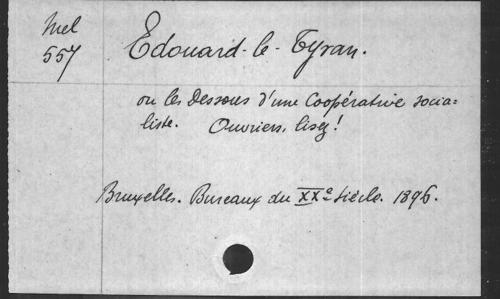 Mel
557
Edouard-le-Tyran.
ou les Dessous d'une Coopérative socia=
liste. Ouvriers, lisez!
Bruxelles. Bureaux du XXe Siècle. 1896.